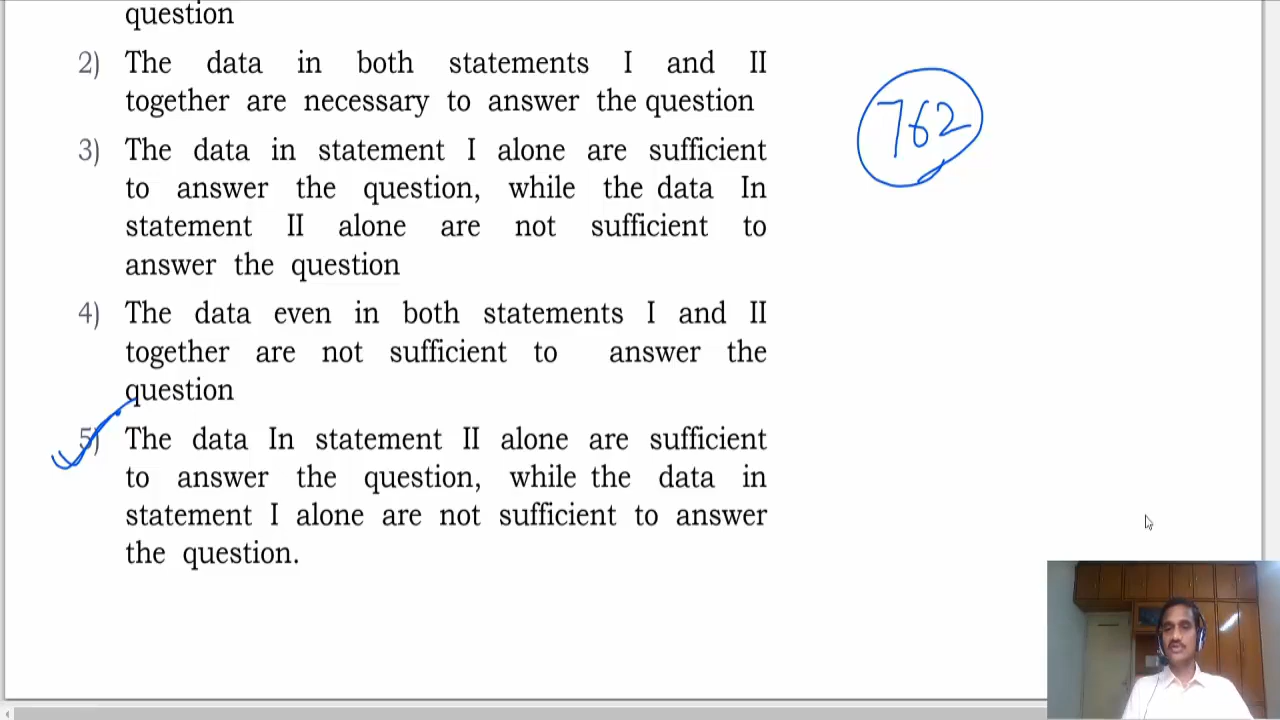 question
2) The data in both statements I and II
together are necessary to answer the question
762
3) The data in statement I alone are sufficient
to answer the question, while the data In
statement II alone are not sufficient to
answer the question
4) The data even in both statements I and II
together are not sufficient to answer the
question
5) The data In statement II alone are sufficient
to answer the question, while the data in
statement I alone are not sufficient to answer
the question.